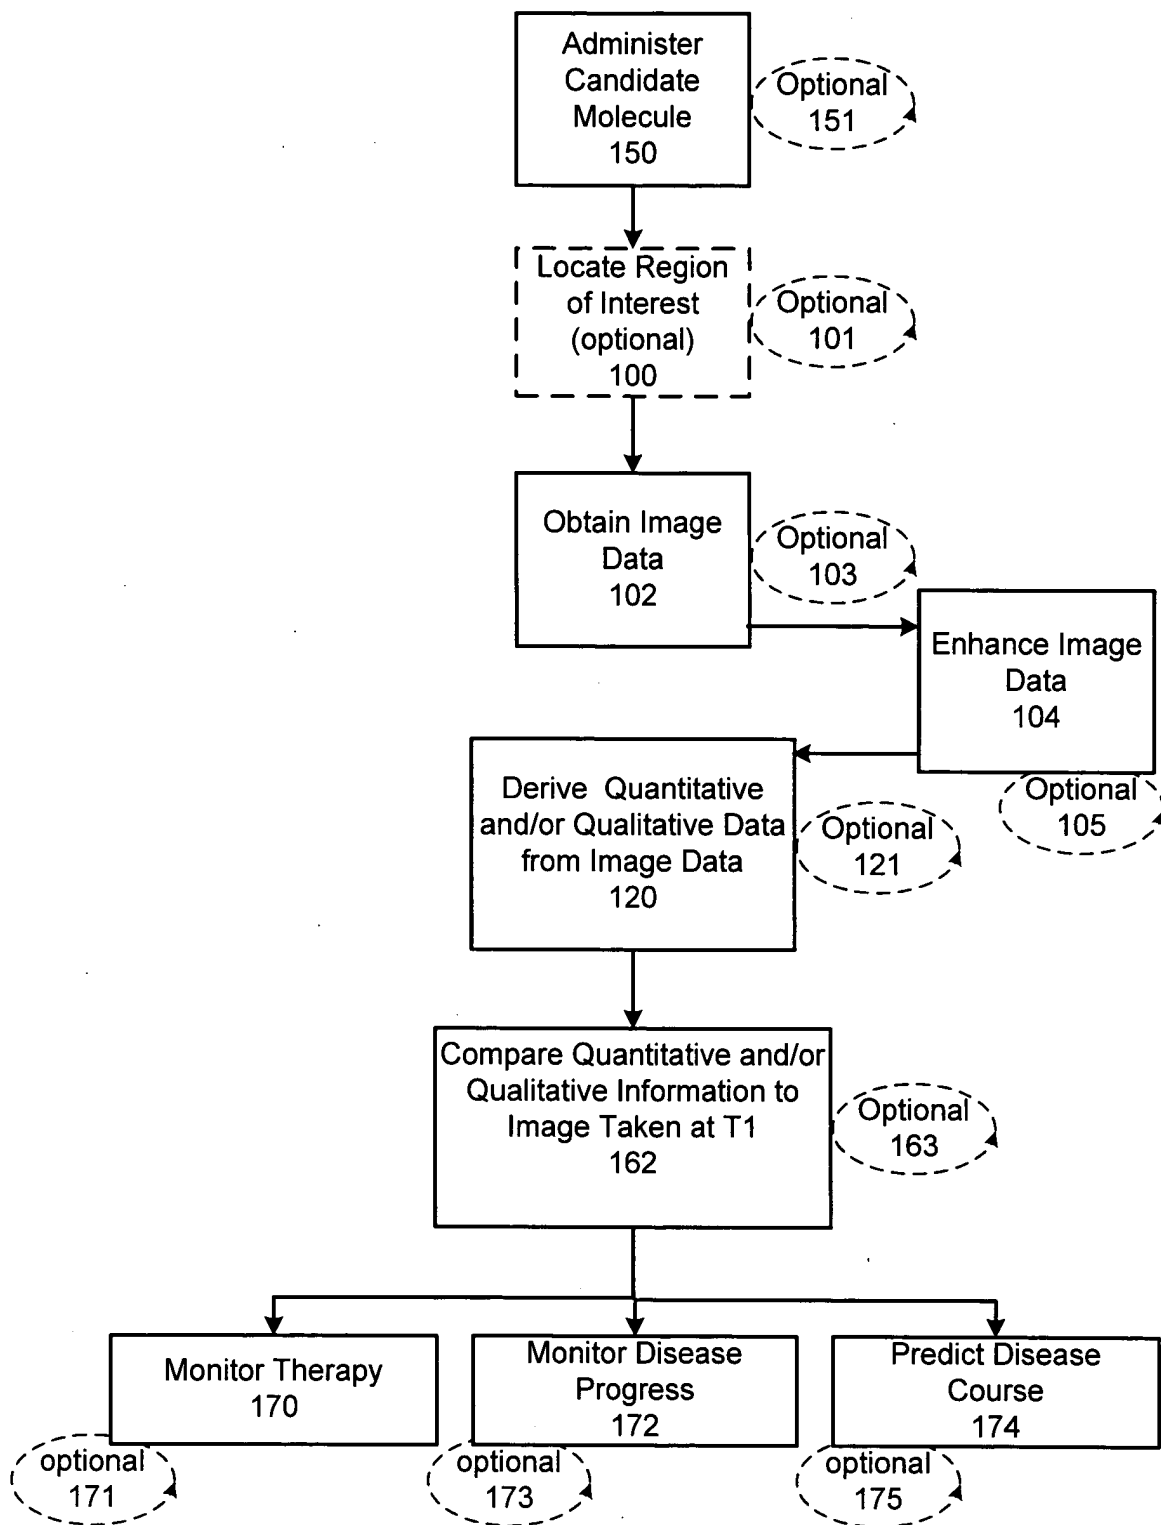 Administer
Candidate
Molecule
150
Optional
151
Locate Region
of Interest
(optional)
100
Optional
101
Obtain Image
Data
102
Optional
103
Enhance Image
Data
104
Optional
105
Derive Quantitative
and/or Qualitative Data
from Image Data
120
Optional
121
Compare Quantitative and/or
Qualitative Information to
Image Taken at T1
162
Optional
163
Monitor Therapy
170
optional
171
Monitor Disease
Progress
172
optional
173
Predict Disease
Course
174
optional
175